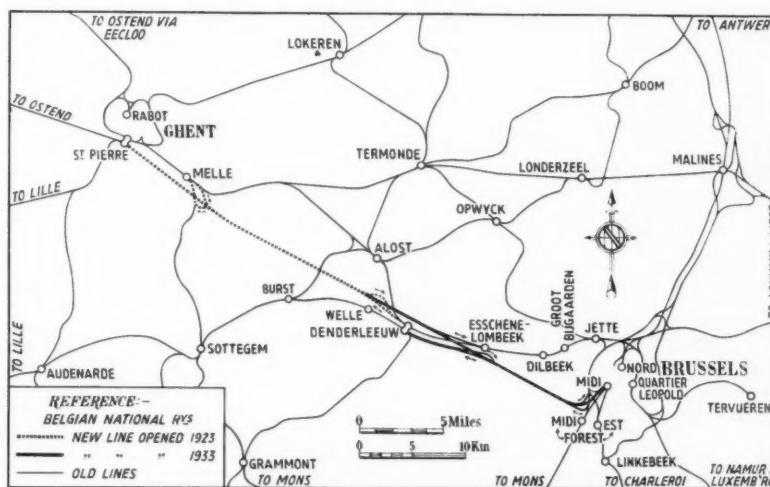 TO OSTEND VIA
EECLOO
TO ANTWER
LOKEREN
BOOM
TO OSTEND
RABOT
GHENT
ST PIERRE
MELLE
TERMONDE
LONDERZEEL
MALINES
TO LILLE
OPWYCK
ALOST
BURST
WELLE
DENDERLEEUW
ESSCHENE-
LOMBEEK
GROOT
BIJGAARDEN
JETTE
DILBEEK
TO LILLE
SOTTEGEM
AUDENARDE
NORD
BRUSSELS
MIDI
QUARTIER
LEOPOLD
TERVUEREN
MIDI
EST
FOREST
LINKEBEEK
REFERENCE:-
BELGIAN NATIONAL RYS
NEW LINE OPENED 1923
" " " 1933
OLD LINES
0 5 Miles
0 5 10 Km
GRAMMONT
TO MONS
TO MONS
TO CHARLEROI
TO NAMUR
LUXEMB'RG